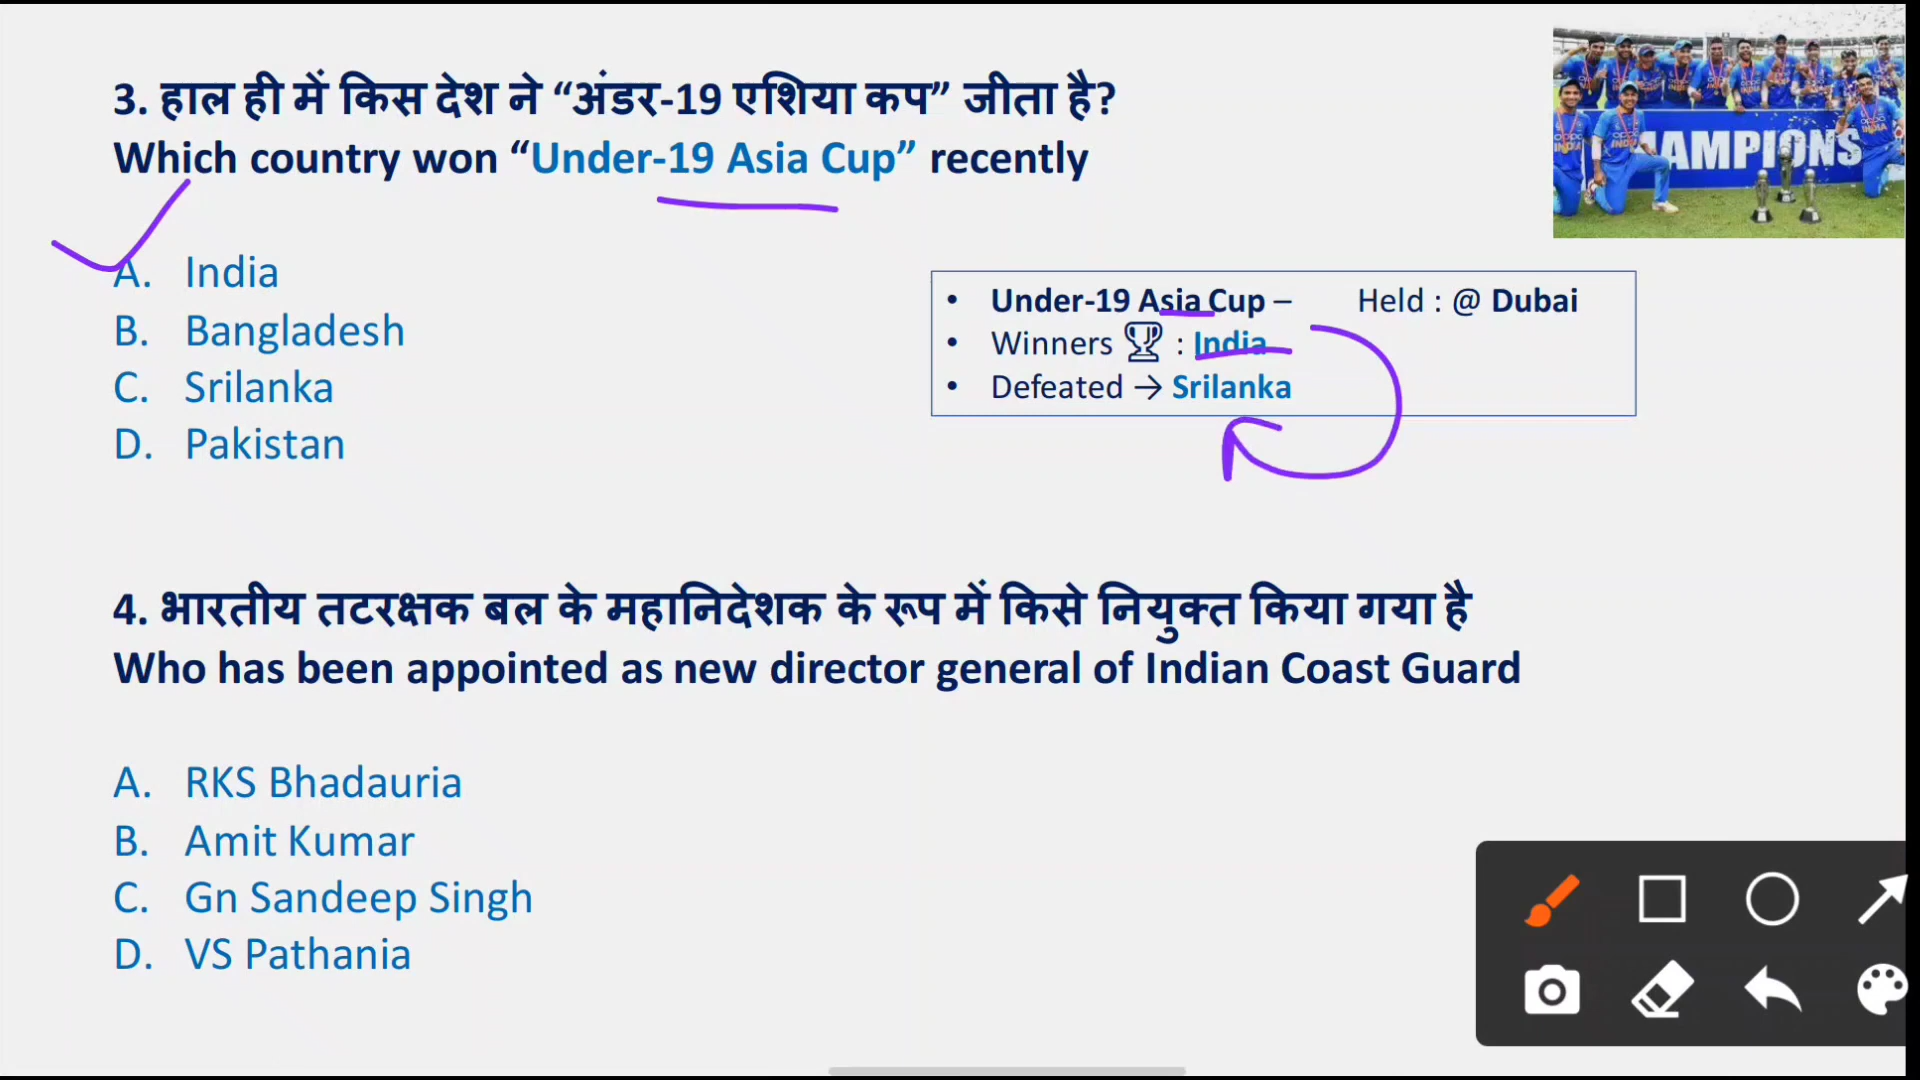 3. हाल ही में किस देश ने “अंडर-19 एशिया कप” जीता है?
Which country won “Under-19 Asia Cup” recently
A. India
B. Bangladesh
C. Srilanka
D. Pakistan
• Under-19 Asia Cup – Held : @ Dubai
• Winners 🏆 : India
• Defeated → Srilanka
CHAMPIONS
4. भारतीय तटरक्षक बल के महानिदेशक के रूप में किसे नियुक्त किया गया है
Who has been appointed as new director general of Indian Coast Guard
A. RKS Bhadauria
B. Amit Kumar
C. Gn Sandeep Singh
D. VS Pathania